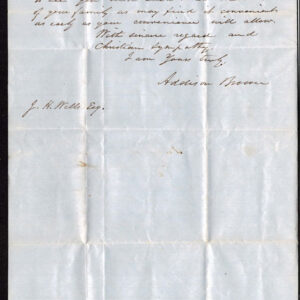 of your family as may find it convenient
as early as your convenience will allow.
With sincere regard and
Christian sympathy,
I am Yours truly,
Addison Brown
J. H. Wells Esq.